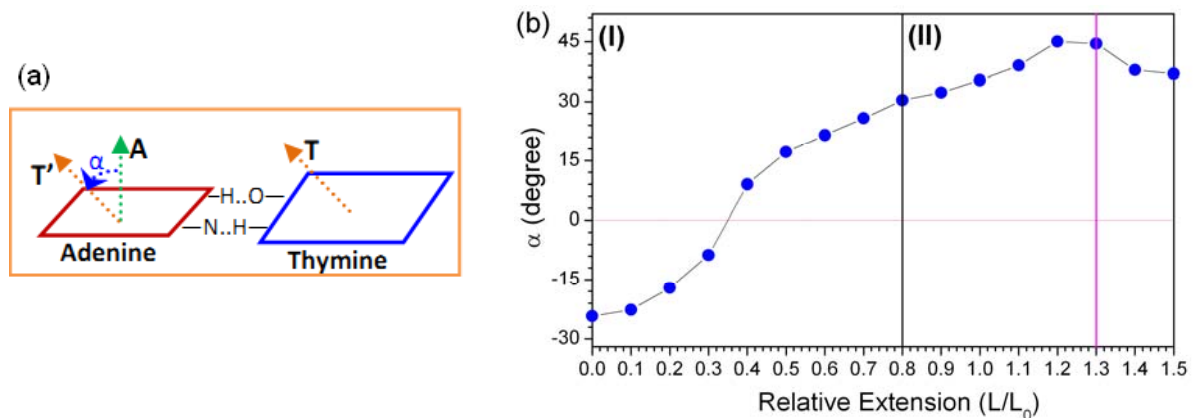 (a)
T' α A
T
H..O
N..H
Adenine
Thymine
(b)
(I) (II)
α (degree)
45
30
15
0
-15
-30
0.0 0.1 0.2 0.3 0.4 0.5 0.6 0.7 0.8 0.9 1.0 1.1 1.2 1.3 1.4 1.5
Relative Extension (L/L₀)